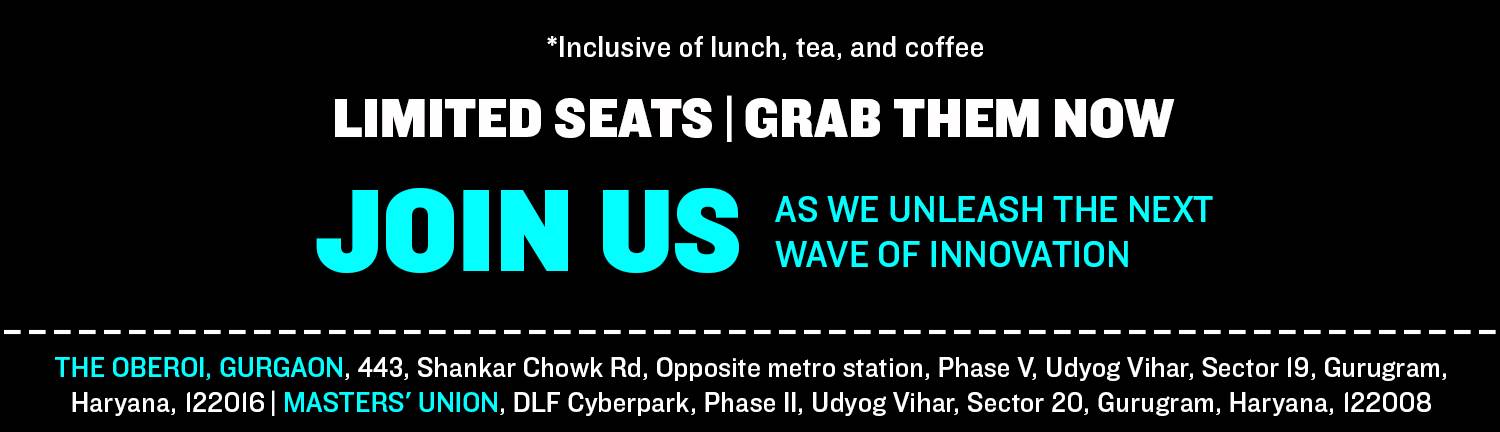 *Inclusive of lunch, tea, and coffee
LIMITED SEATS | GRAB THEM NOW
JOIN US
AS WE UNLEASH THE NEXT
WAVE OF INNOVATION
THE OBEROI, GURGAON, 443, Shankar Chowk Rd, Opposite metro station, Phase V, Udyog Vihar, Sector 19, Gurugram,
Haryana, 122016 | MASTERS' UNION, DLF Cyberpark, Phase II, Udyog Vihar, Sector 20, Gurugram, Haryana, 122008